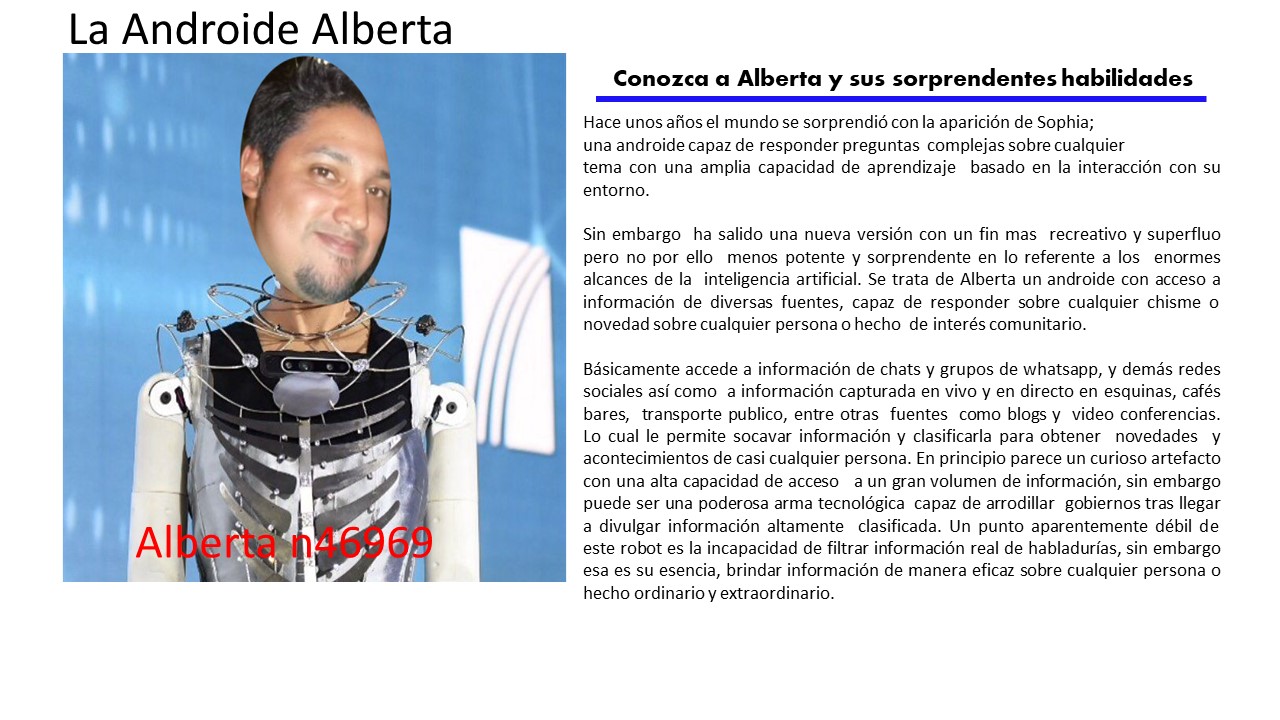 La Androide Alberta
Conozca a Alberta y sus sorprendentes habilidades
Hace unos años el mundo se sorprendió con la aparición de Sophia;
una androide capaz de responder preguntas complejas sobre cualquier
tema con una amplia capacidad de aprendizaje basado en la interacción con su
entorno.
Sin embargo ha salido una nueva versión con un fin mas recreativo y superfluo
pero no por ello menos potente y sorprendente en lo referente a los enormes
alcances de la inteligencia artificial. Se trata de Alberta un androide con acceso a
información de diversas fuentes, capaz de responder sobre cualquier chisme o
novedad sobre cualquier persona o hecho de interés comunitario.
Básicamente accede a información de chats y grupos de whatsapp, y demás redes
sociales así como a información capturada en vivo y en directo en esquinas, cafés
bares, transporte publico, entre otras fuentes como blogs y video conferencias.
Lo cual le permite socavar información y clasificarla para obtener novedades y
acontecimientos de casi cualquier persona. En principio parece un curioso artefacto
con una alta capacidad de acceso a un gran volumen de información, sin embargo
puede ser una poderosa arma tecnológica capaz de arrodillar gobiernos tras llegar
a divulgar información altamente clasificada. Un punto aparentemente débil de
este robot es la incapacidad de filtrar información real de habladurías, sin embargo
esa es su esencia, brindar información de manera eficaz sobre cualquier persona o
hecho ordinario y extraordinario.
Alberta n46969